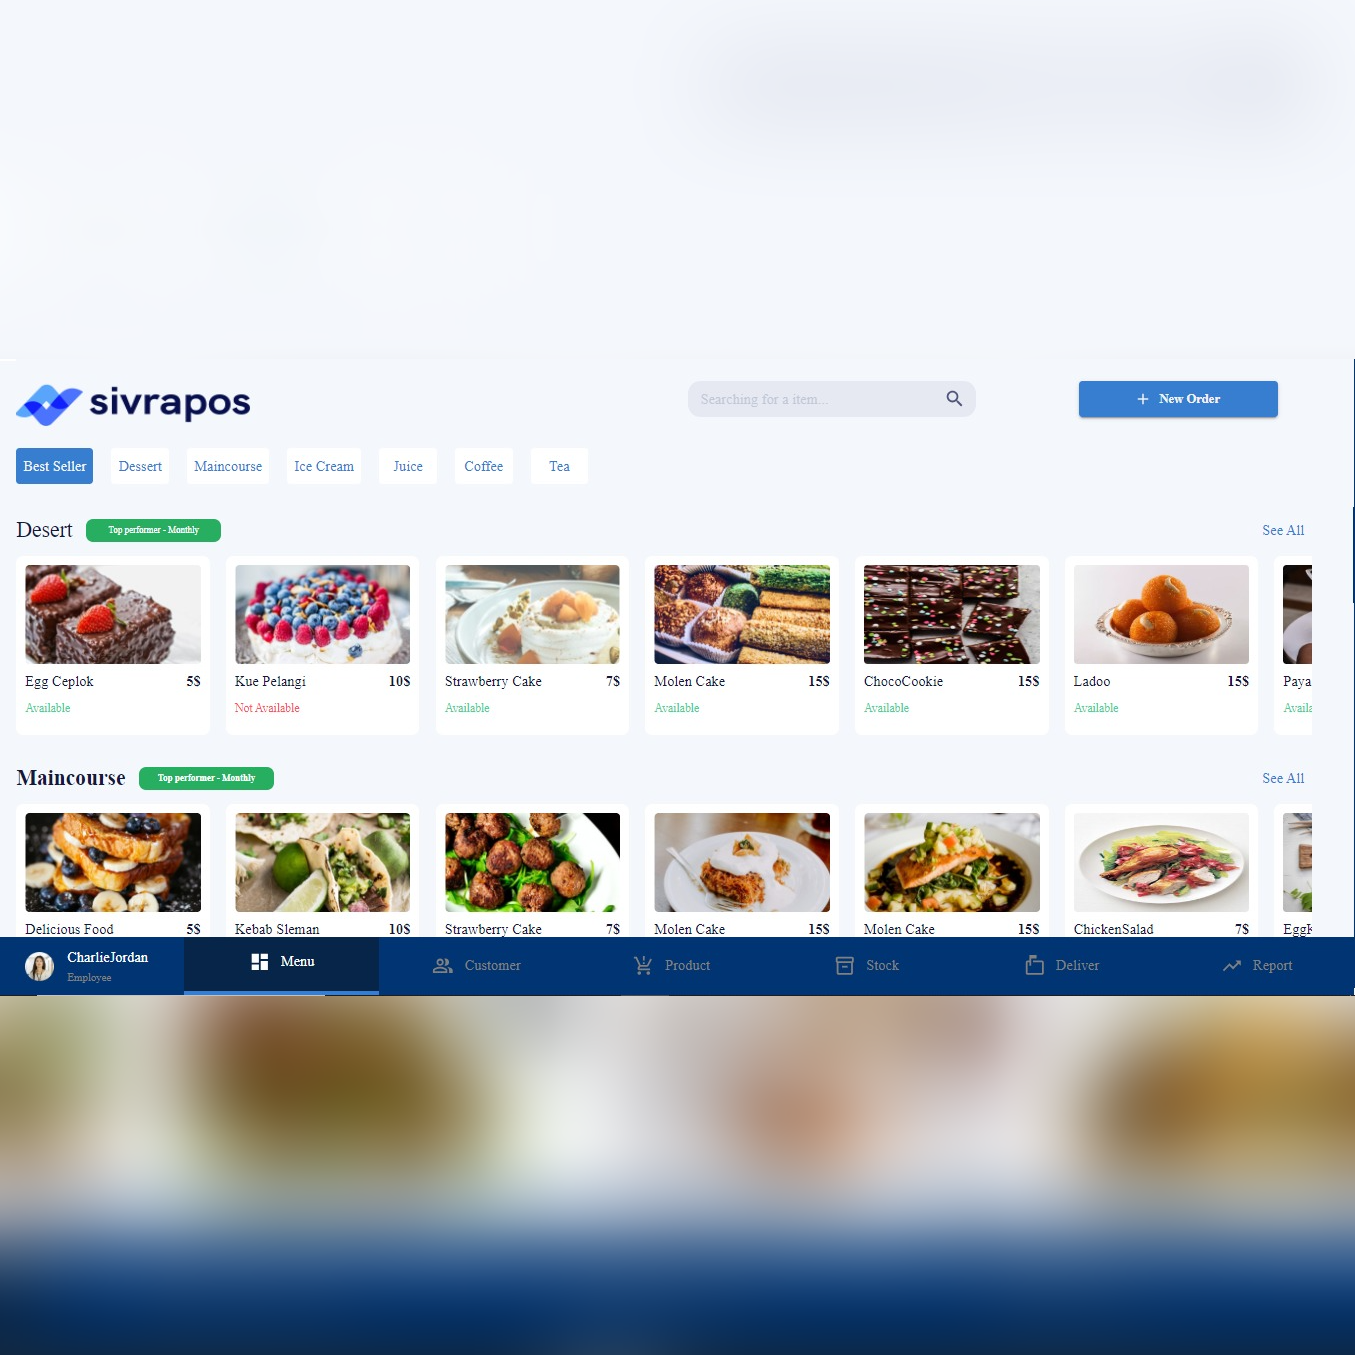 sivrapos
Searching for a item...
New Order
Best Seller
Dessert
Maincourse
Ice Cream
Juice
Coffee
Tea
Desert
Top performer - Monthly
See All
Egg Ceplok 5$
Available
Kue Pelangi 10$
Not Available
Strawberry Cake 7$
Available
Molen Cake 15$
Available
ChocoCookie 15$
Available
Ladoo 15$
Available
Paya
Availa
Maincourse
Top performer - Monthly
See All
Delicious Food 5$
Kebab Sleman 10$
Strawberry Cake 7$
Molen Cake 15$
Molen Cake 15$
ChickenSalad 7$
CharlieJordan
Employee
Menu
Customer
Product
Stock
Deliver
Report